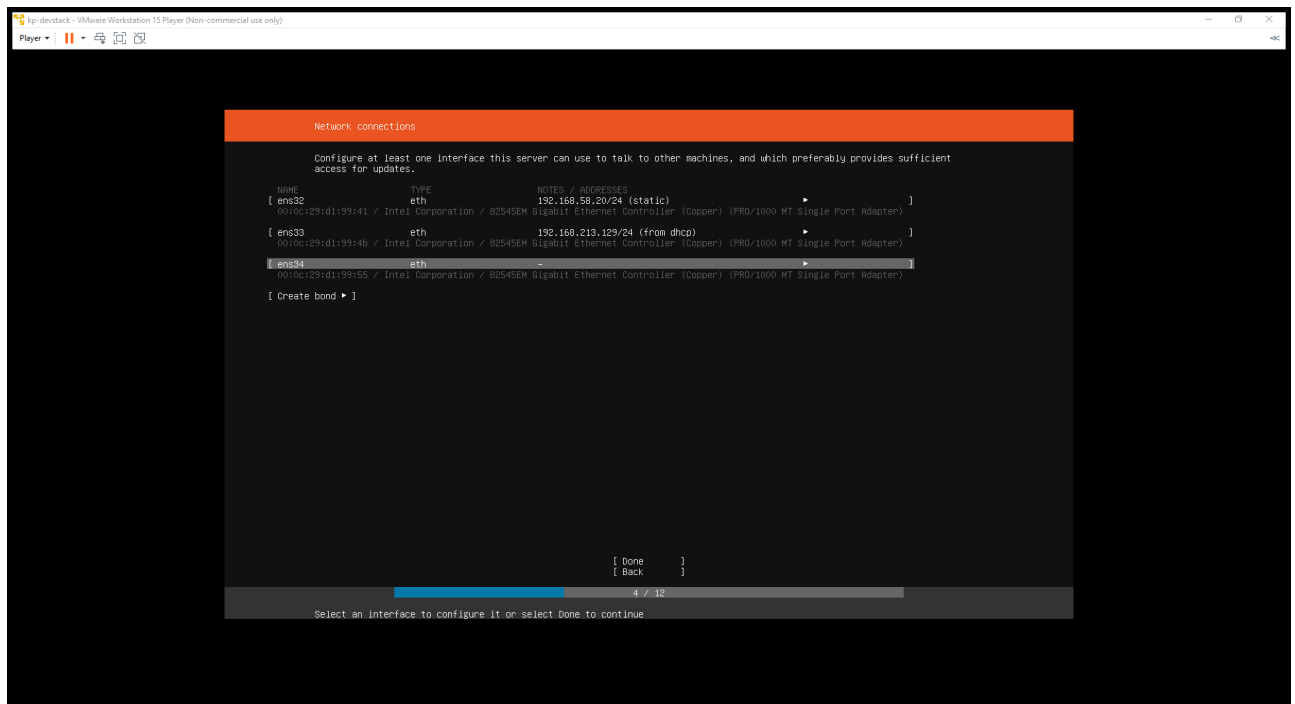 kp-devstack - VMware Workstation 15 Player (Non-commercial use only)
Player
Network connections
Configure at least one interface this server can use to talk to other machines, and which preferably provides sufficient
access for updates.
NAME TYPE NOTES / ADDRESSES
[ ens32 eth 192.168.58.20/24 (static) ▸ ]
00:0c:29:d1:99:41 / Intel Corporation / 82545EM Gigabit Ethernet Controller (Copper) (PRO/1000 MT Single Port Adapter)
[ ens33 eth 192.168.213.129/24 (from dhcp) ▸ ]
00:0c:29:d1:99:4b / Intel Corporation / 82545EM Gigabit Ethernet Controller (Copper) (PRO/1000 MT Single Port Adapter)
[ ens34 eth - ▸ ]
00:0c:29:d1:99:55 / Intel Corporation / 82545EM Gigabit Ethernet Controller (Copper) (PRO/1000 MT Single Port Adapter)
[ Create bond ▸ ]
[ Done ]
[ Back ]
4 / 12
Select an interface to configure it or select Done to continue